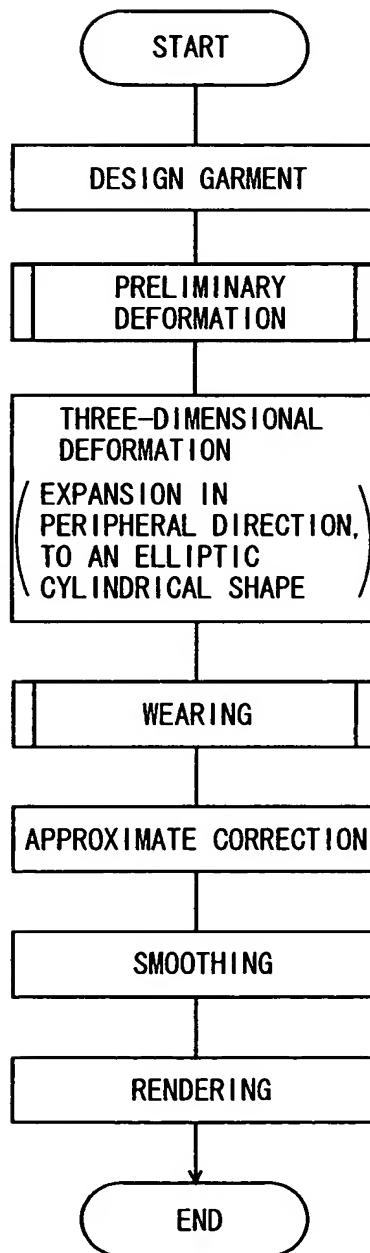 START
DESIGN GARMENT
PRELIMINARY
DEFORMATION
THREE-DIMENSIONAL
DEFORMATION
(EXPANSION IN
PERIPHERAL DIRECTION,
TO AN ELLIPTIC
CYLINDRICAL SHAPE)
WEARING
APPROXIMATE CORRECTION
SMOOTHING
RENDERING
END